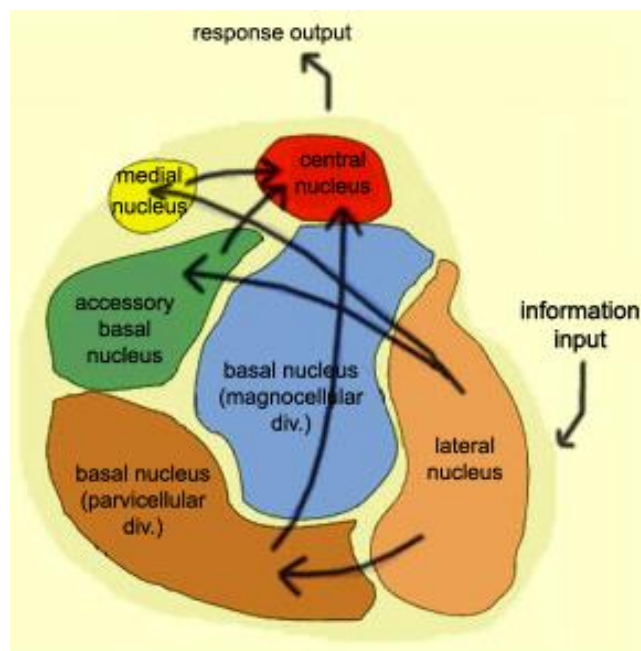 response output
medial
nucleus
central
nucleus
accessory
basal
nucleus
basal nucleus
(magnocellular
div.)
information
input
lateral
nucleus
basal nucleus
(parvicellular
div.)